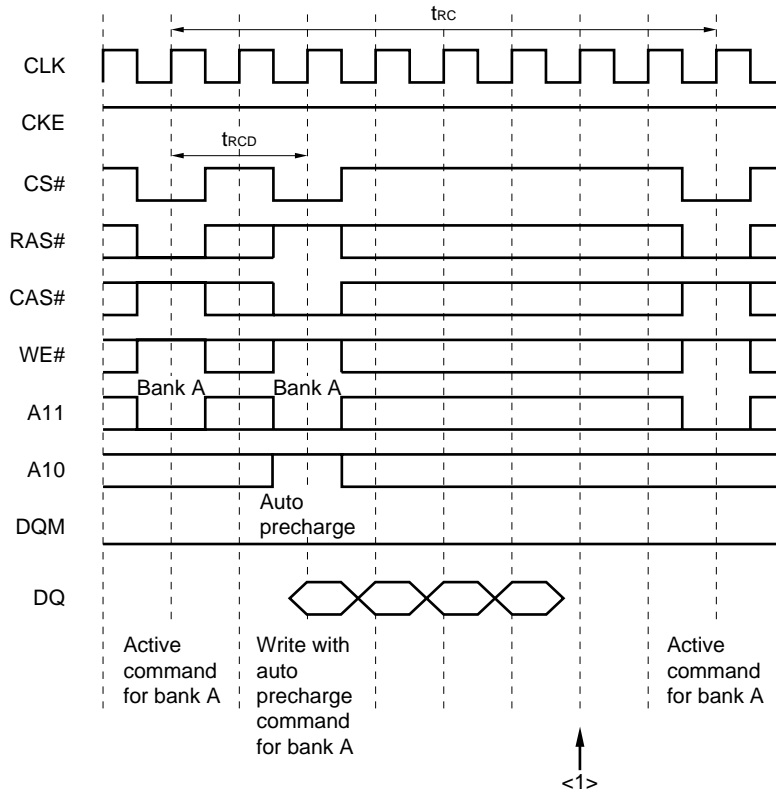 tRC
CLK
CKE
tRCD
CS#
RAS#
CAS#
WE#
Bank A Bank A
A11
A10
Auto
precharge
DQM
DQ
Active
command
for bank A
Write with
auto
precharge
command
for bank A
Active
command
for bank A
<1>